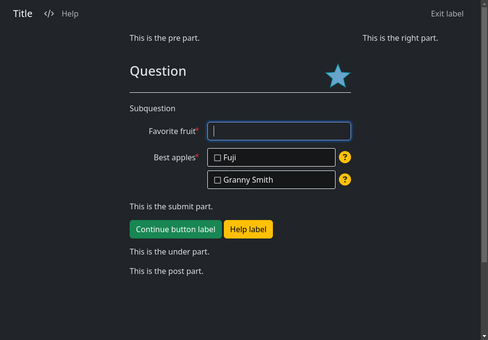 Title </> Help Exit label
This is the pre part. This is the right part.
Question
Subquestion
Favorite fruit*
Best apples* Fuji ?
Granny Smith ?
This is the submit part.
Continue button label Help label
This is the under part.
This is the post part.